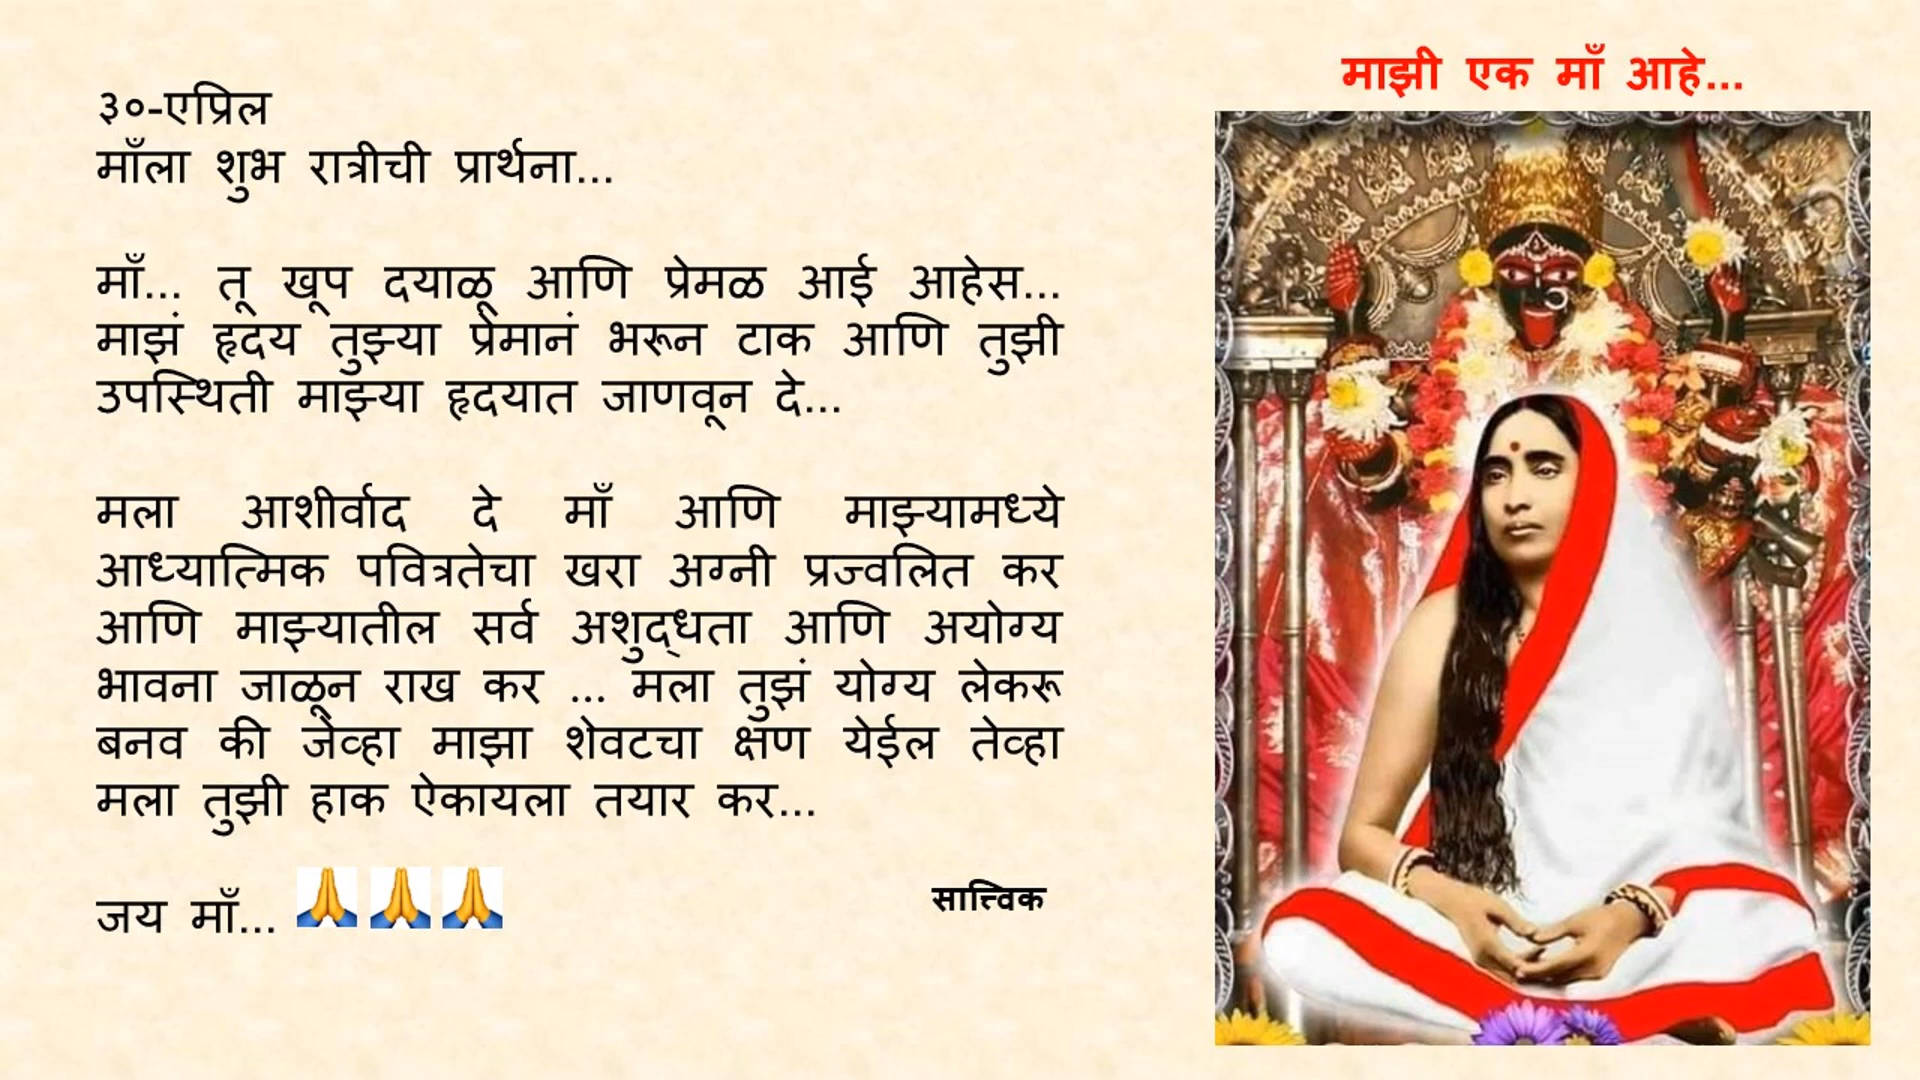 माझी एक माँ आहे...
३०-एप्रिल
माँला शुभ रात्रीची प्रार्थना...
माँ... तू खूप दयाळू आणि प्रेमळ आई आहेस...
माझं हृदय तुझ्या प्रेमानं भरून टाक आणि तुझी
उपस्थिती माझ्या हृदयात जाणवून दे...
मला आशीर्वाद दे माँ आणि माझ्यामध्ये
आध्यात्मिक पवित्रतेचा खरा अग्नी प्रज्वलित कर
आणि माझ्यातील सर्व अशुद्धता आणि अयोग्य
भावना जाळून राख कर ... मला तुझं योग्य लेकरू
बनव की जेव्हा माझा शेवटचा क्षण येईल तेव्हा
मला तुझी हाक ऐकायला तयार कर...
जय माँ... 🙏 🙏 🙏
सात्त्विक